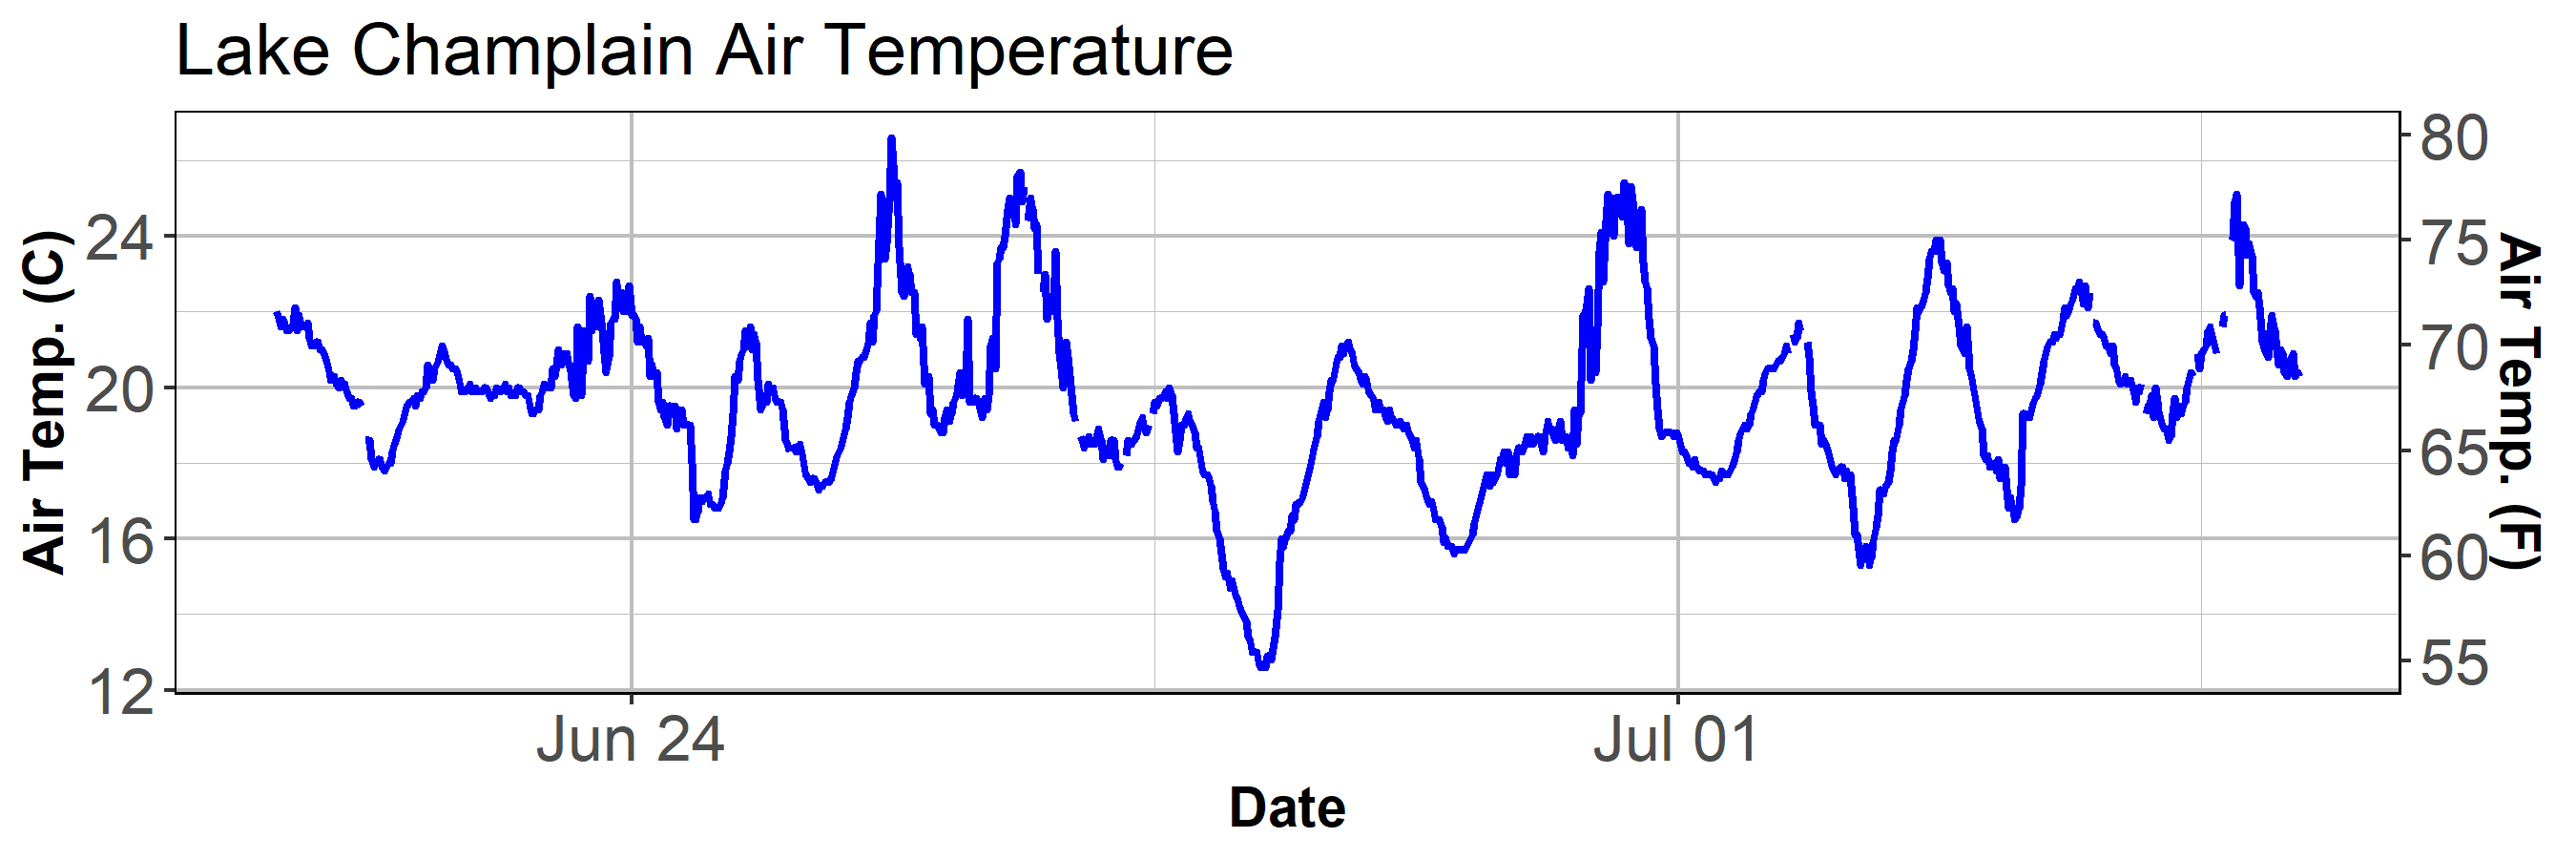 Lake Champlain Air Temperature
Air Temp. (C)
24
20
16
12
80
75
70
65
60
55
Air Temp. (F)
Jun 24
Jul 01
Date